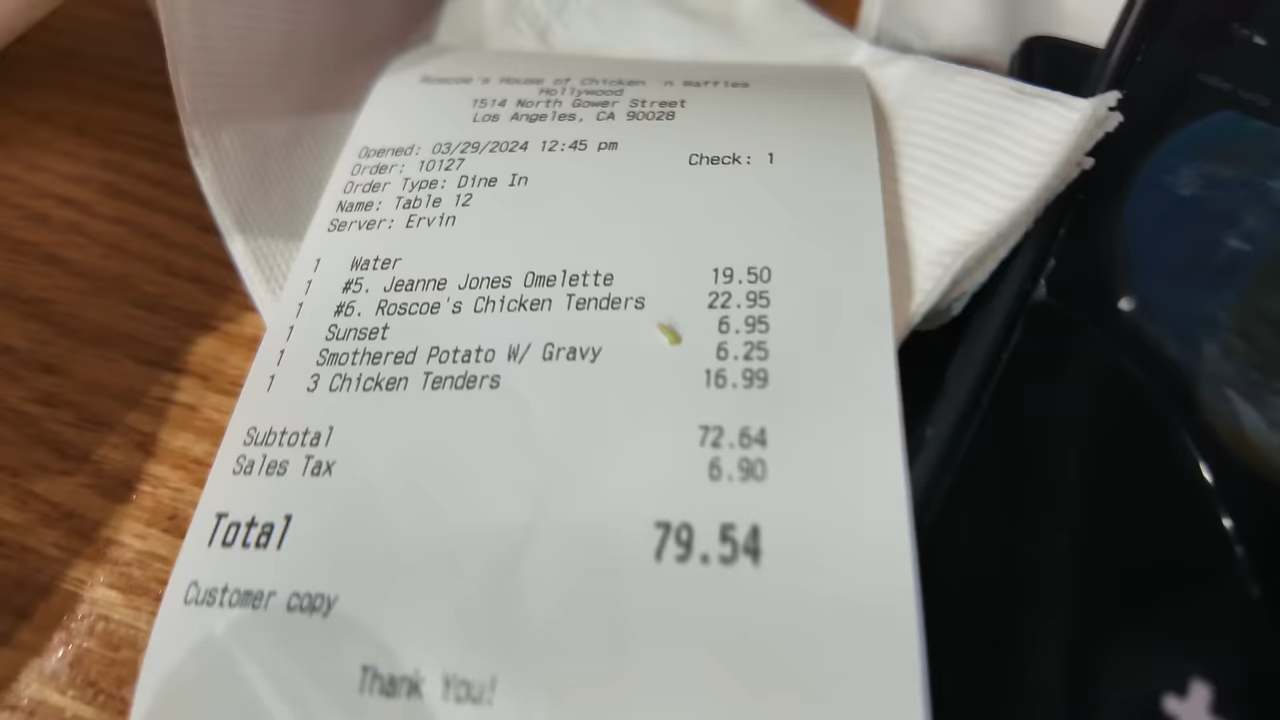 Roscoe's House of Chicken 'n Waffles
Hollywood
1514 North Gower Street
Los Angeles, CA 90028
Opened: 03/29/2024 12:45 pm
Order: 10127 Check: 1
Order Type: Dine In
Name: Table 12
Server: Ervin
1 Water
1 #5. Jeanne Jones Omelette 19.50
1 #6. Roscoe's Chicken Tenders 22.95
1 Sunset 6.95
1 Smothered Potato W/ Gravy 6.25
1 3 Chicken Tenders 16.99
Subtotal 72.64
Sales Tax 6.90
Total 79.54
Customer copy
Thank You!